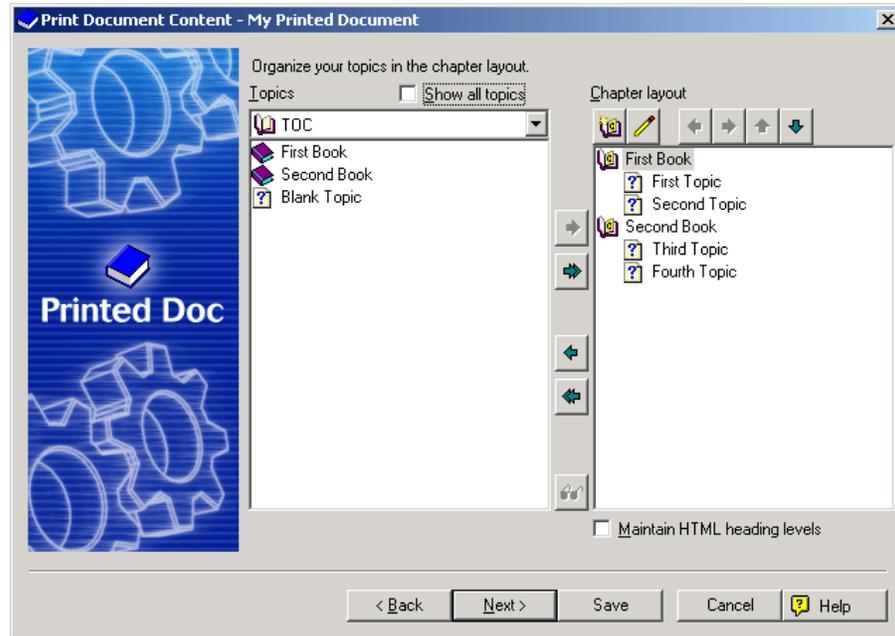 Print Document Content - My Printed Document
Organize your topics in the chapter layout.
Topics
Show all topics
TOC
First Book
Second Book
Blank Topic
Chapter layout
First Book
First Topic
Second Topic
Second Book
Third Topic
Fourth Topic
Printed Doc
Maintain HTML heading levels
< Back
Next >
Save
Cancel
Help